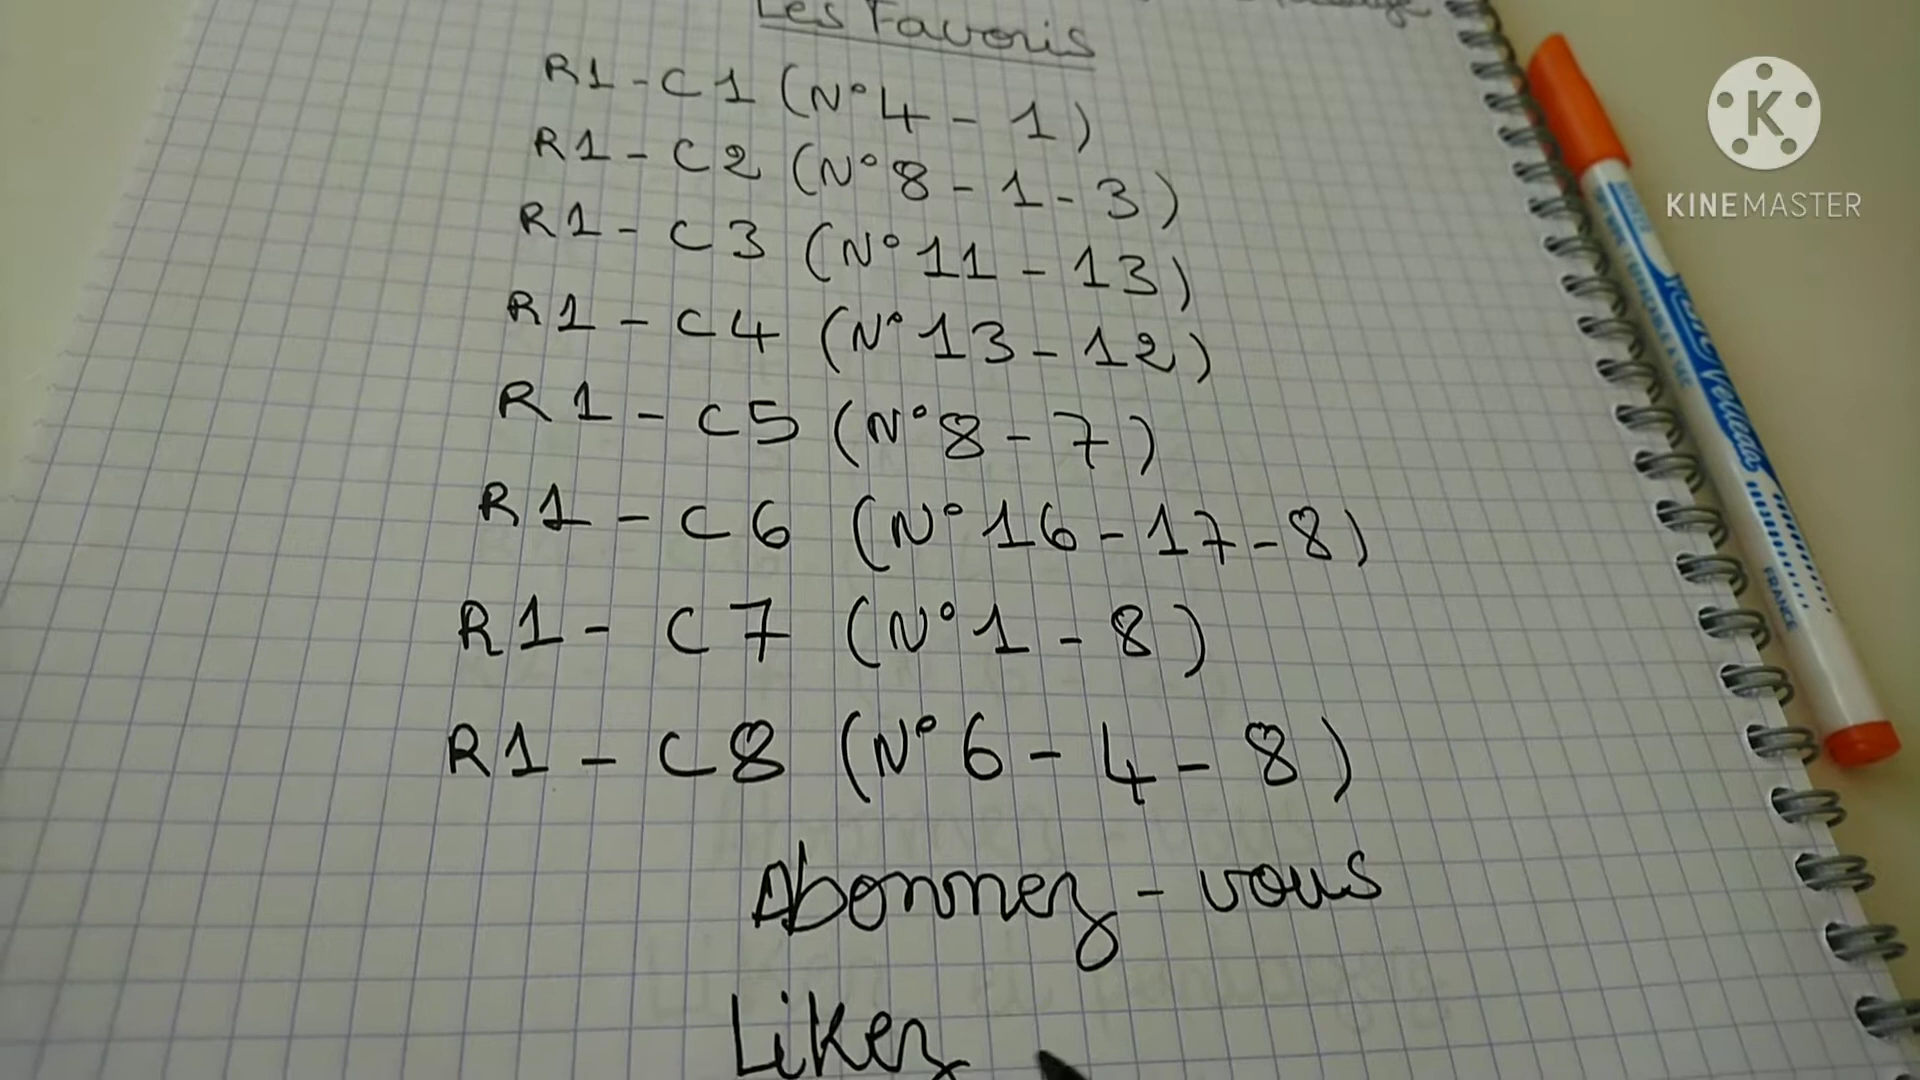 Les Favoris
R1-C1 (N°4-1)
R1-C2 (N°8-1-3)
R1-C3 (N°11-13)
R1-C4 (N°13-12)
R1-C5 (N°8-7)
R1-C6 (N°16-17-8)
R1-C7 (N°1-8)
R1-C8 (N°6-4-8)
Abonnez-vous
Likez
K
KINEMASTER
Velleda
FRANCE